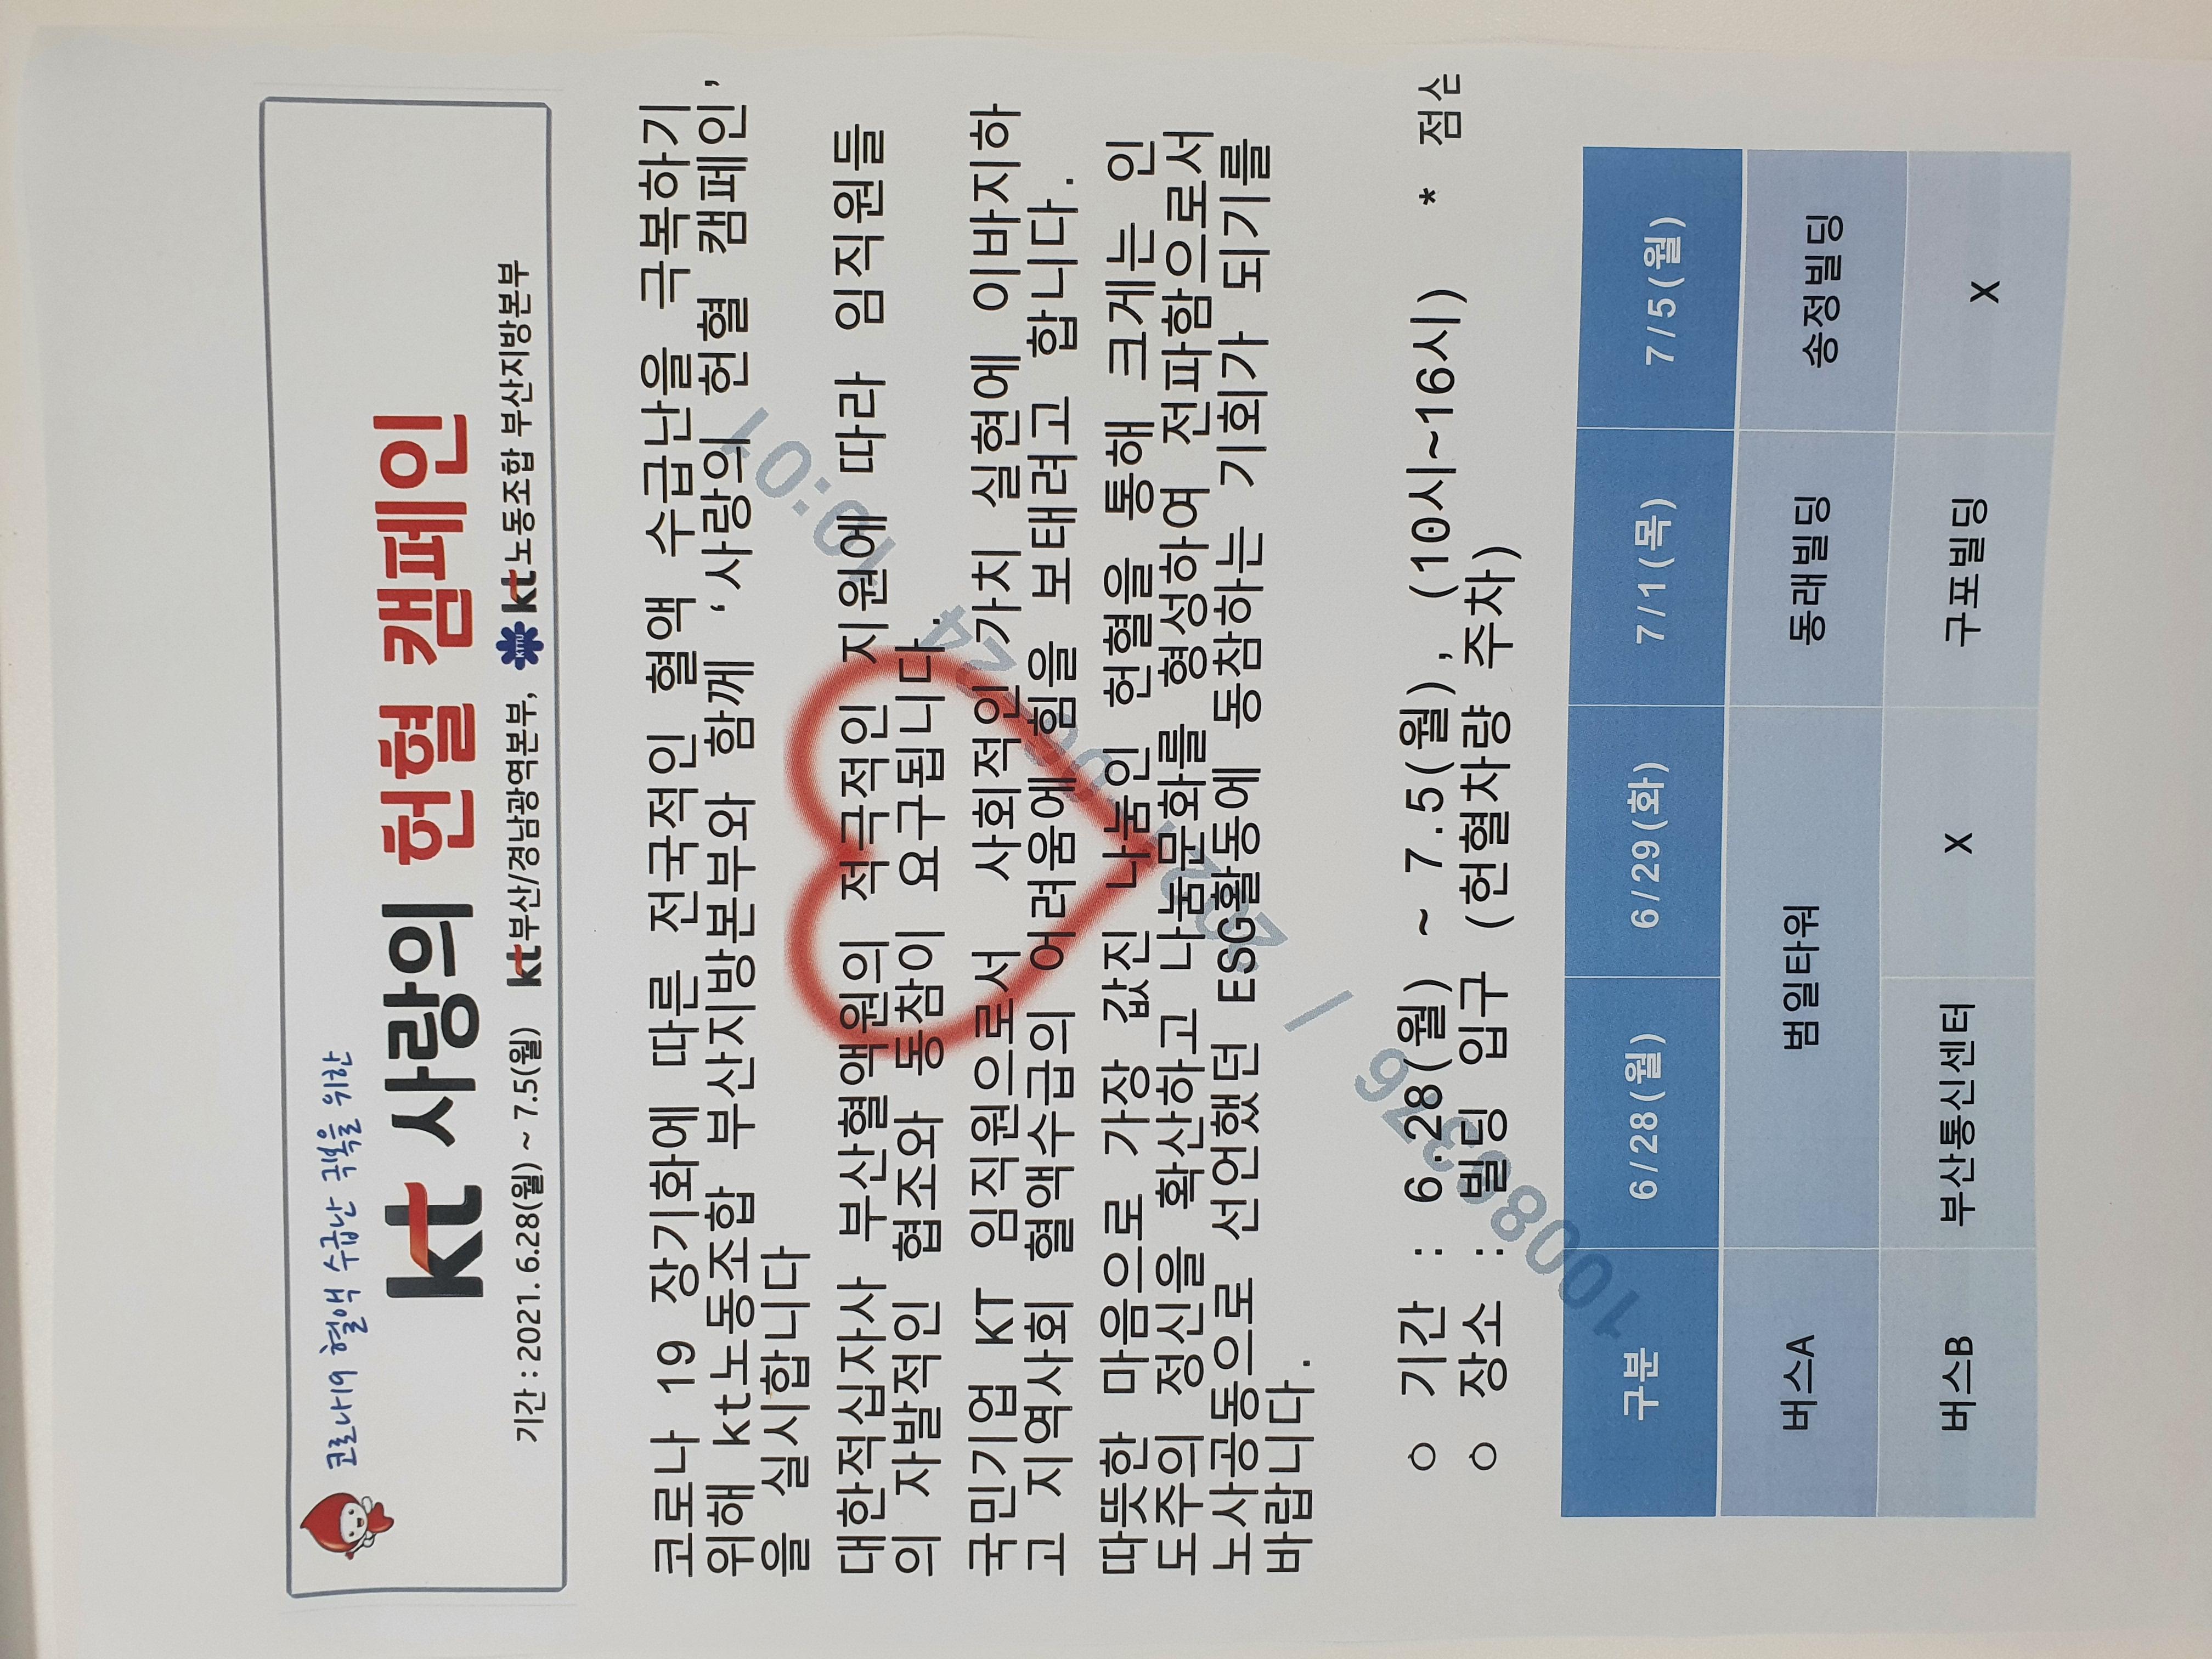 코로나19 혈액 수급난 극복을 위한
kt 사랑의 헌혈 캠페인
기간 : 2021. 6.28(월) ~ 7.5(월) kt부산/경남광역본부, kt노동조합 부산지방본부
코로나 19 장기화에 따른 전국적인 혈액 수급난을 극복하기
위해 kt노동조합 부산지방본부와 함께 ‘사랑의 헌혈 캠페인’
을 실시합니다
대한적십자사 부산혈액원의 적극적인 지원에 따라 임직원들
의 자발적인 협조와 동참이 요구됩니다.
국민기업 KT 임직원으로서 사회적인 가치 실현에 이바지하
고 지역사회 혈액수급의 어려움에 힘을 보태려고 합니다.
따뜻한 마음으로 가장 값진 나눔인 헌혈을 통해 크게는 인
도주의 정신을 확산하고 나눔문화를 형성하여 전파함으로서
노사공동으로 선언했던 ESG활동에 동참하는 기회가 되기를
바랍니다.
○ 기간 : 6.28(월) ~ 7.5(월), (10시~16시) * 점
○ 장소 : 빌딩 입구 (헌혈차량 주차)
구분 6/28(월) 6/29(화) 7/1(목) 7/5(월)
버스A 범일타워 동래빌딩 송정빌딩
버스B 부산통신센터 X 구포빌딩 X